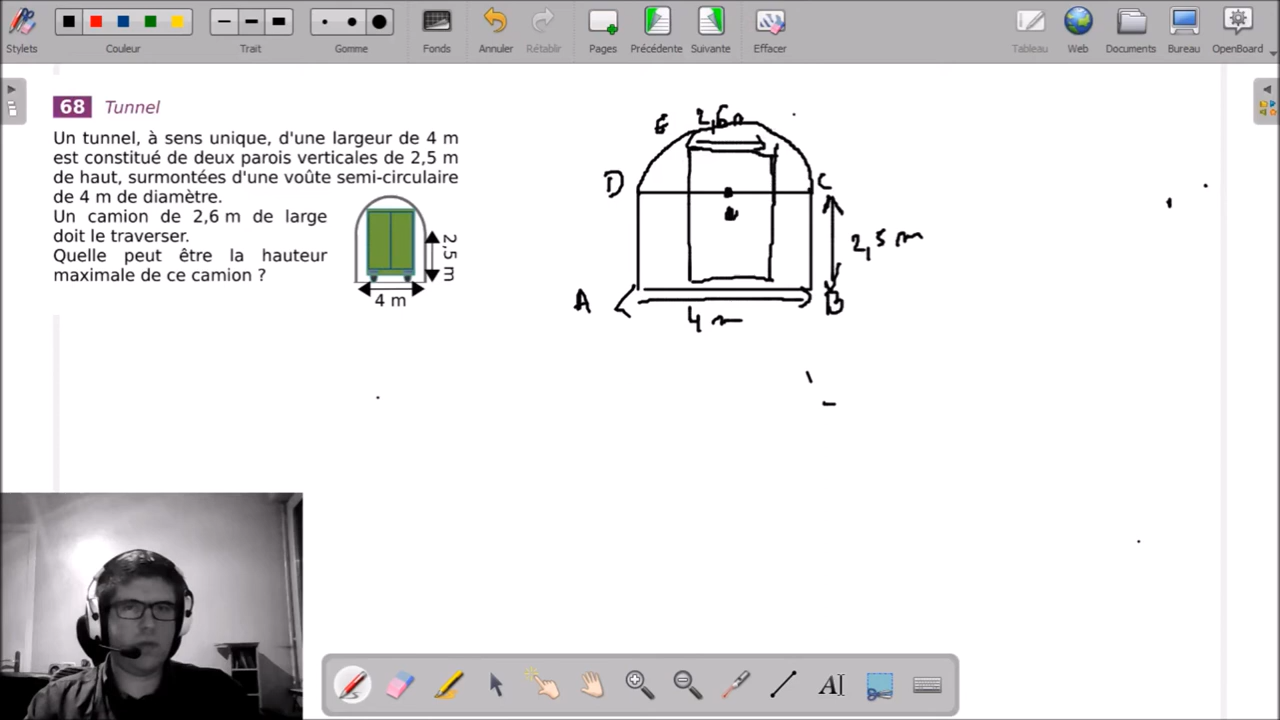 Stylets
Couleur
Trait
Gomme
Fonds
Annuler
Rétablir
Pages
Précédente
Suivante
Effacer
Tableau
Web
Documents
Bureau
OpenBoard
68 Tunnel
Un tunnel, à sens unique, d'une largeur de 4 m
est constitué de deux parois verticales de 2,5 m
de haut, surmontées d'une voûte semi-circulaire
de 4 m de diamètre.
Un camion de 2,6 m de large
doit le traverser.
Quelle peut être la hauteur
maximale de ce camion ?
2,5 m
4 m
E 2,6
D C
2,5 m
A B
4 m
AI